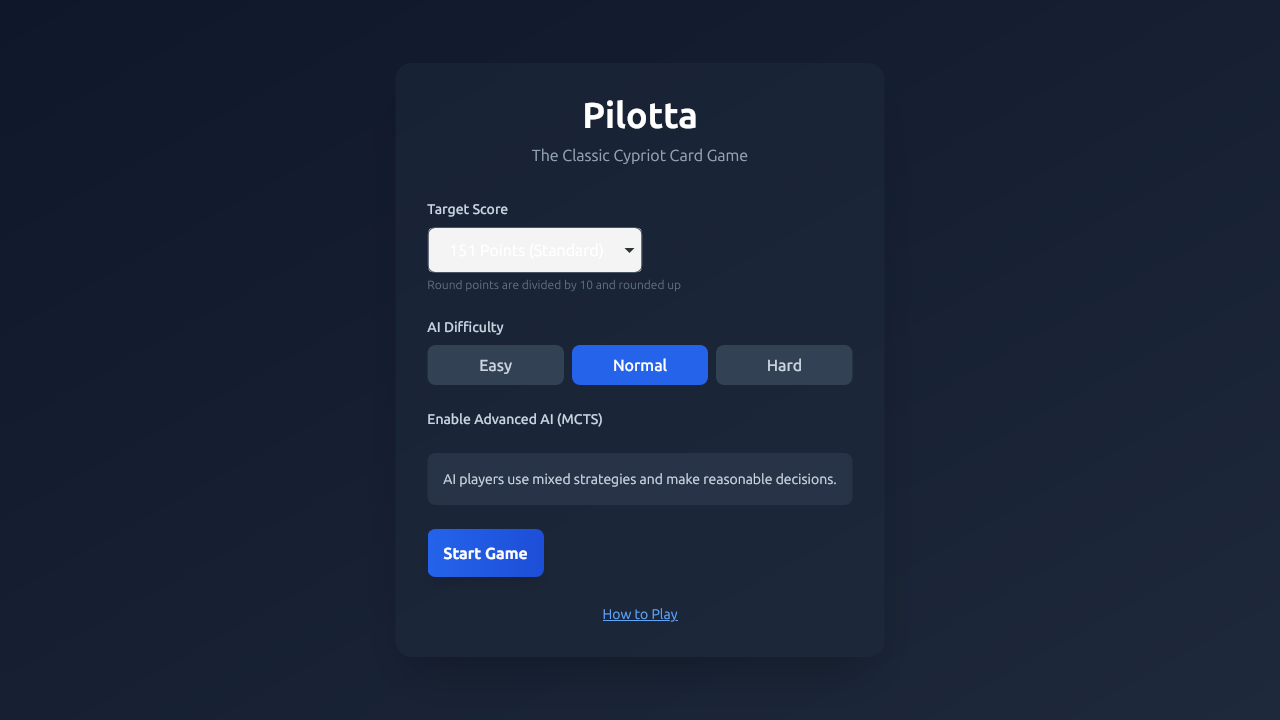 Pilotta
The Classic Cypriot Card Game
Target Score
151 Points (Standard)
Round points are divided by 10 and rounded up
AI Difficulty
Easy
Normal
Hard
Enable Advanced AI (MCTS)
AI players use mixed strategies and make reasonable decisions.
Start Game
How to Play